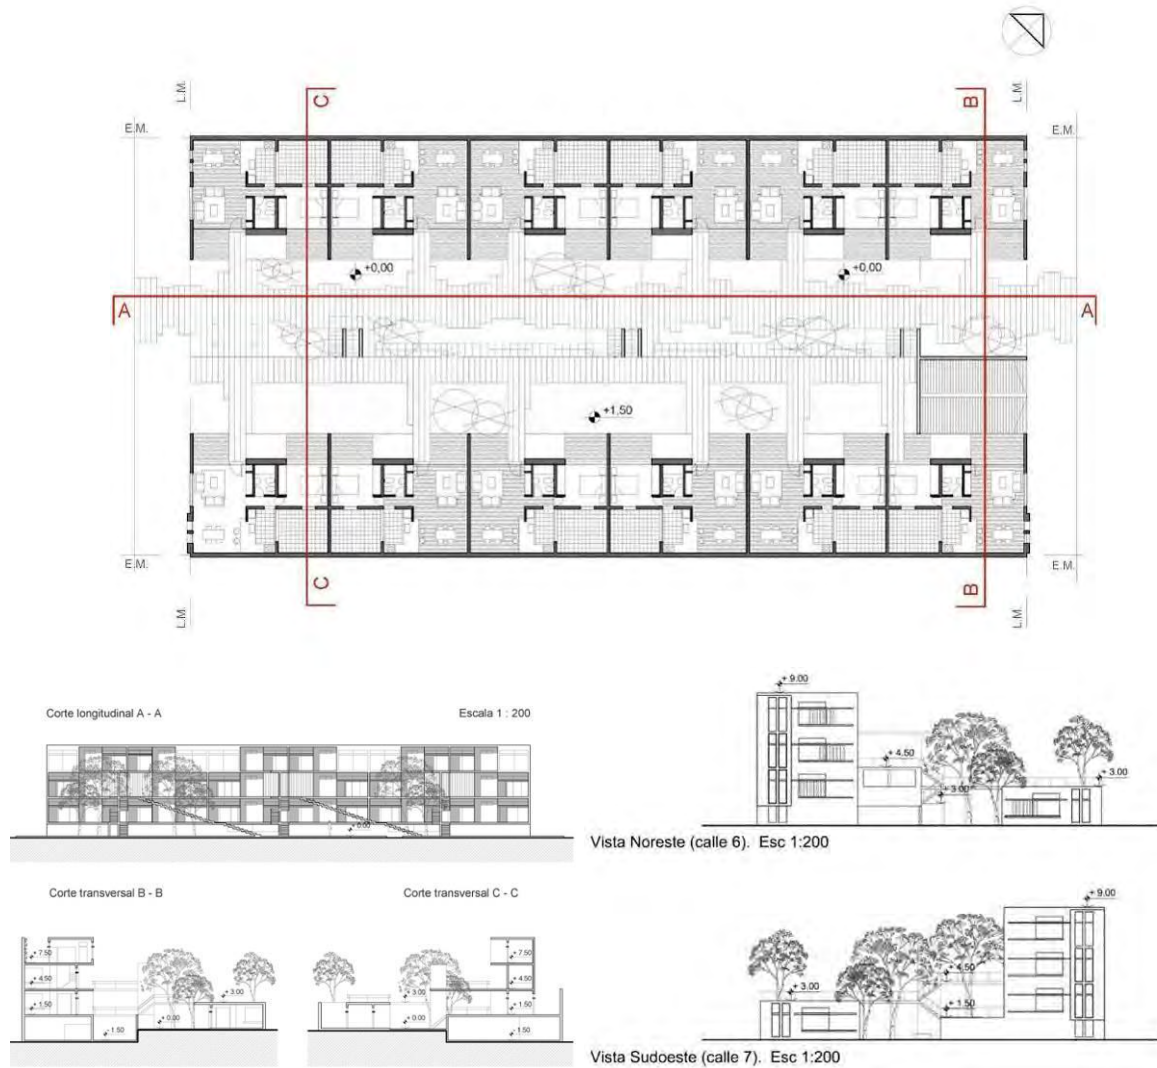 L.M.
C
B
L.M.
E.M.
E.M.
+0,00
+0,00
A
A
+1,50
E.M.
E.M.
C
B
L.M.
L.M.
Corte longitudinal A - A
Escala 1 : 200
+0.00
+ 9.00
+ 4.50
+ 3.00
+ 3.00
Vista Noreste (calle 6). Esc 1:200
Corte transversal B - B
Corte transversal C - C
+ 7.50
+ 4.50
+ 1.50
- 1.50
+ 3.00
+ 0.00
+ 3.00
+ 0.00
+ 7.50
+ 4.50
+ 1.50
- 1.50
+ 9.00
+ 3.00
+ 4.50
+ 1.50
Vista Sudoeste (calle 7). Esc 1:200